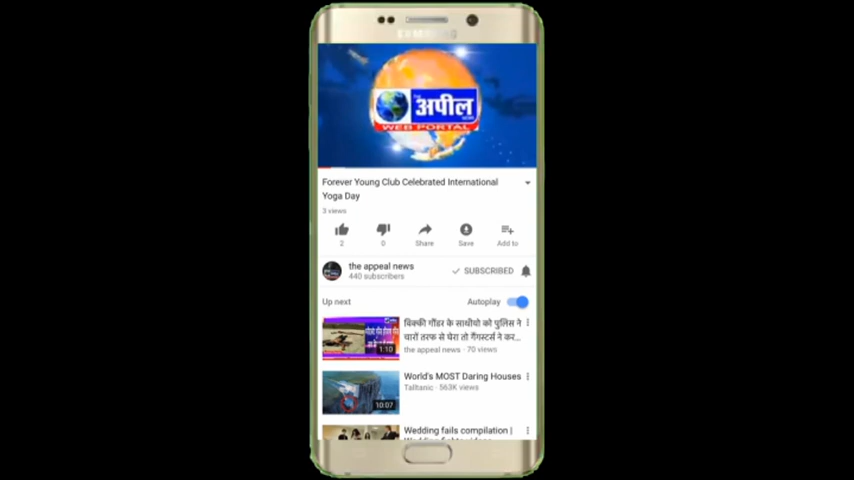 SAMSUNG
अपील
WEB PORTAL
Forever Young Club Celebrated International
Yoga Day
3 views
2
0
Share
Save
Add to
the appeal news
440 subscribers
SUBSCRIBED
Up next
Autoplay
विक्की गौंडर के साथीयो को पुलिस ने
चारों तरफ से घेरा तो गैंगस्टर्स ने कर...
the appeal news · 70 views
1:10
World's MOST Daring Houses
Talltanic · 563K views
10:07
Wedding fails compilation |